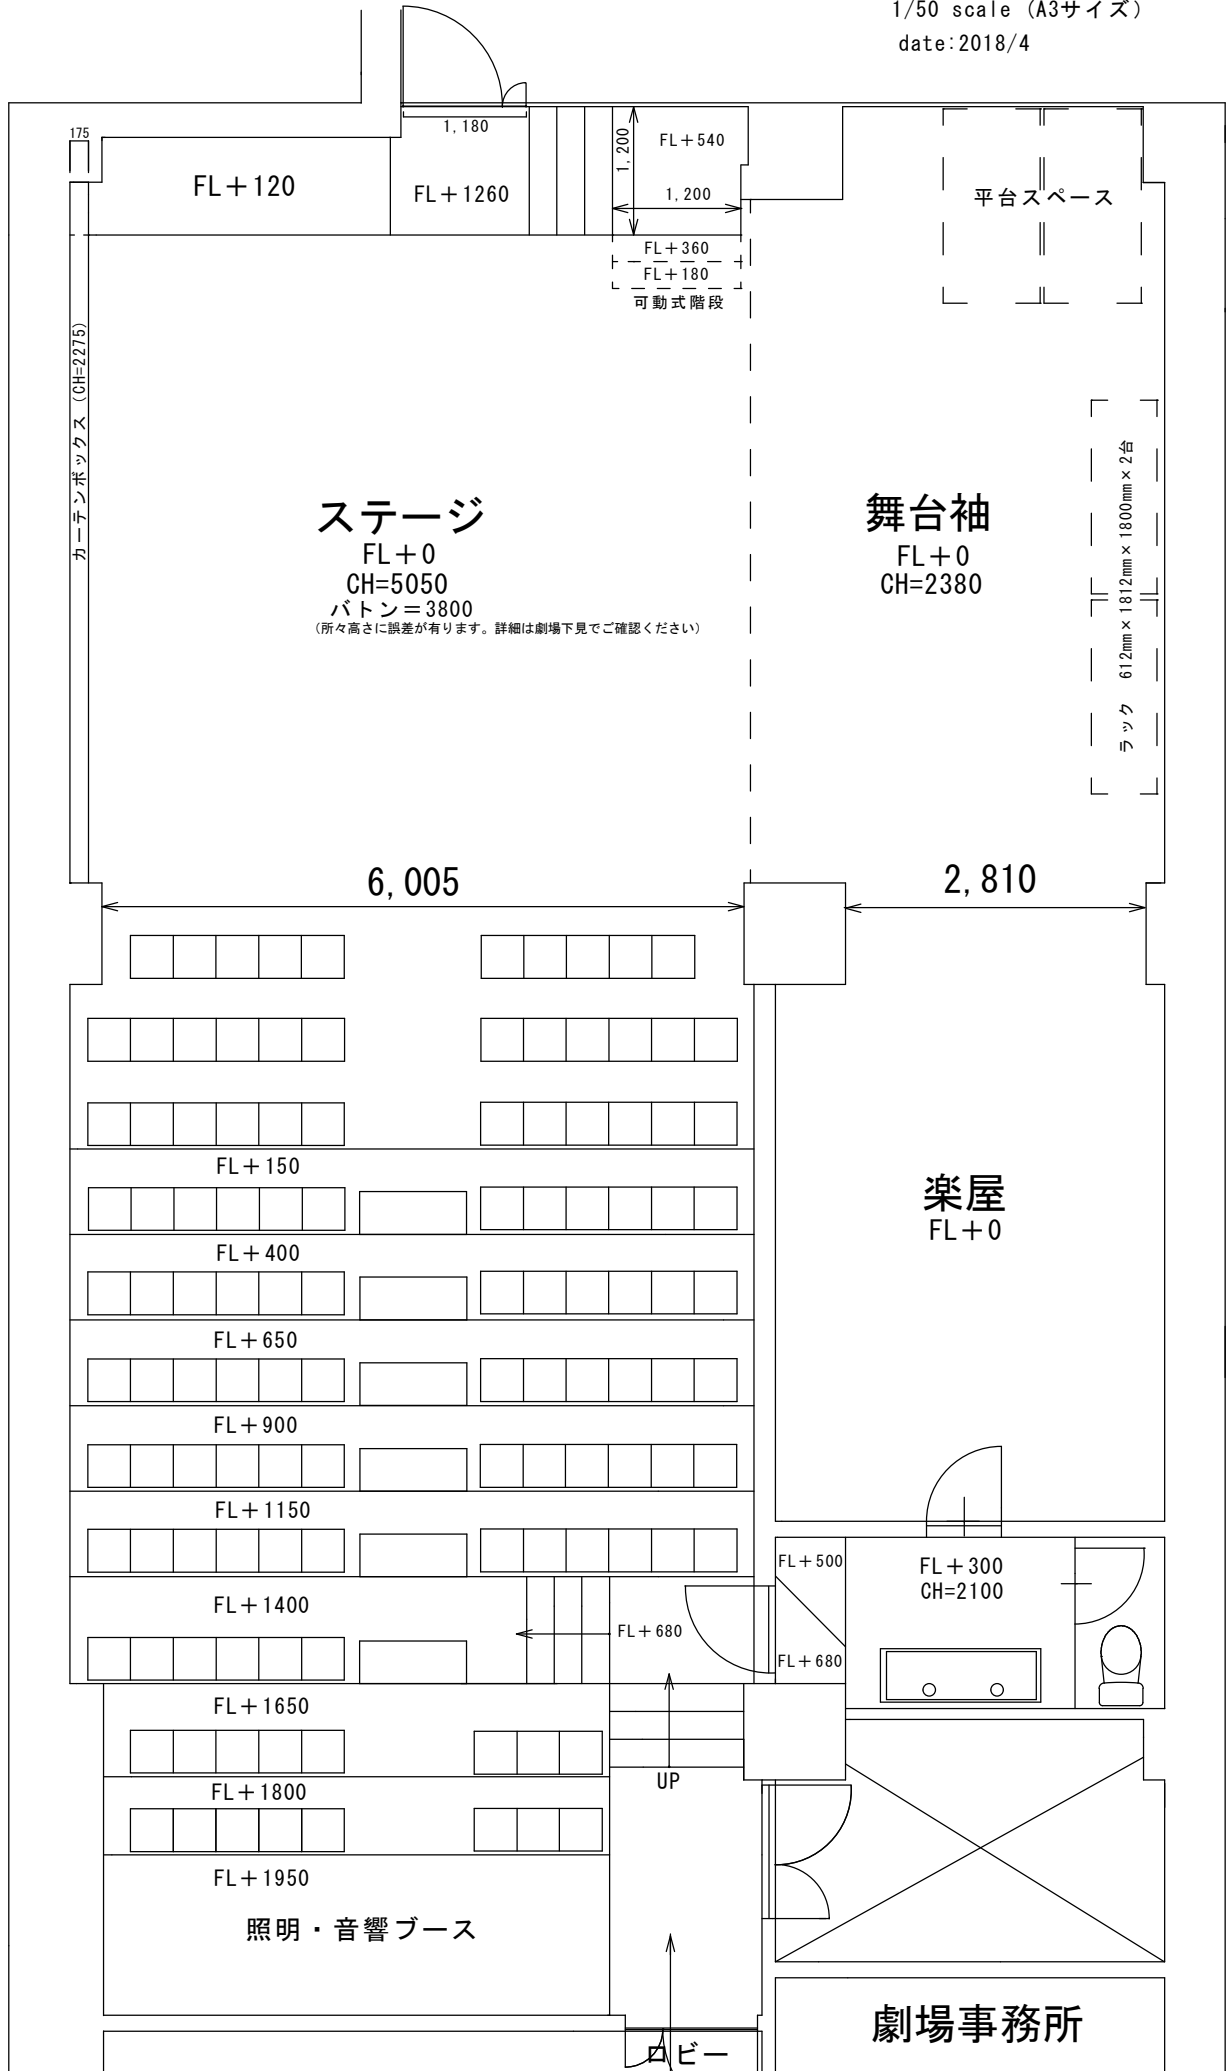 1/50 scale (A3サイズ)
date:2018/4
175
1,180
1,200
FL+540
FL+120
FL+1260
1,200
平台スペース
FL+360
FL+180
可動式階段
カーテンボックス (CH=2275)
ラック 612mm×1812mm×1800mm×2台
ステージ
FL+0
CH=5050
バトン=3800
(所々高さに誤差が有ります。詳細は劇場下見でご確認ください)
舞台袖
FL+0
CH=2380
6,005
2,810
FL+150
楽屋
FL+0
FL+400
FL+650
FL+900
FL+1150
FL+500
FL+300
CH=2100
FL+1400
FL+680
FL+680
FL+1650
UP
FL+1800
FL+1950
照明・音響ブース
劇場事務所
ロビー